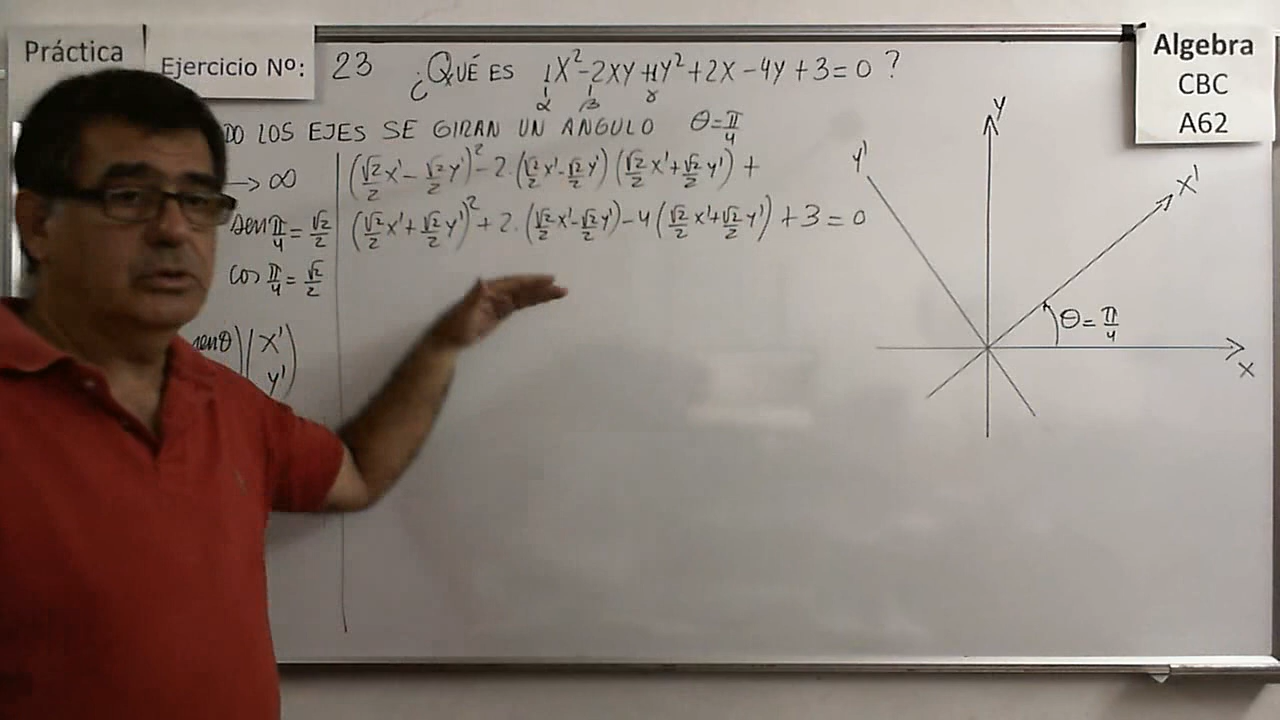 Práctica
Ejercicio Nº: 23 ¿QUÉ ES 1X²-2XY+1Y²+2X-4Y+3=0 ?
α β γ
LOS EJES SE GIRAN UN ANGULO θ=π/4
→ ∞
(√2/2 x' - √2/2 y')² - 2·(√2/2 x' - √2/2 y')(√2/2 x' + √2/2 y') +
sen π/4 = √2/2
(√2/2 x' + √2/2 y')² + 2·(√2/2 x' - √2/2 y') - 4(√2/2 x' + √2/2 y') + 3 = 0
cos π/4 = √2/2
senθ)(x'
y')
Y
y'
x'
θ=π/4
X
Algebra
CBC
A62